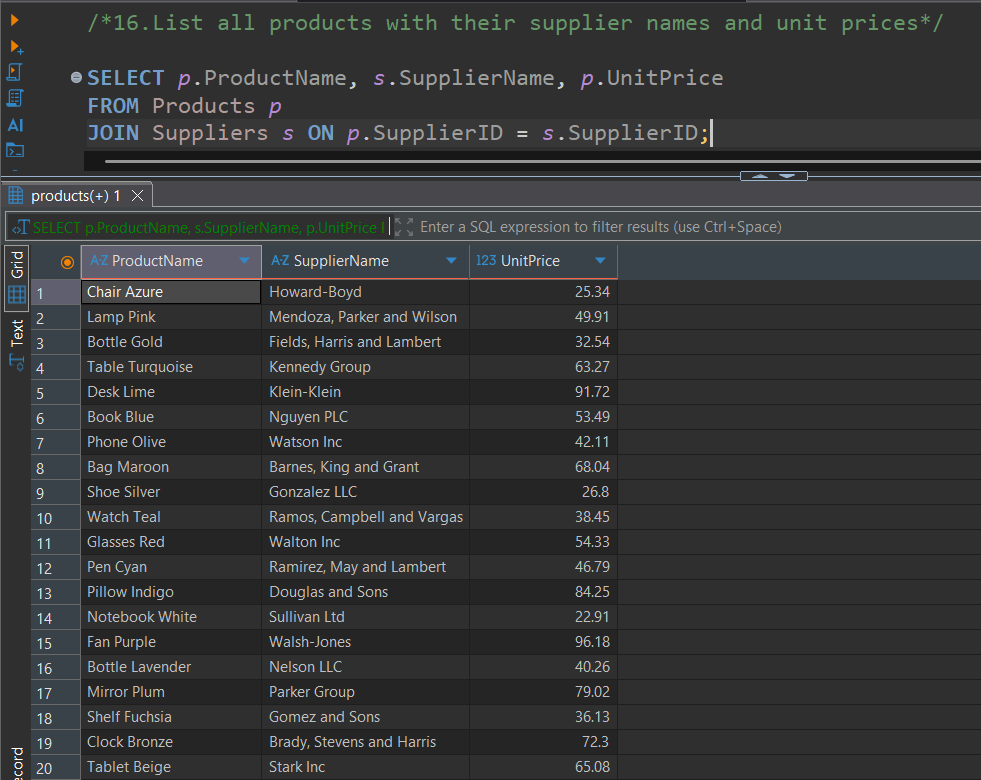 /*16.List all products with their supplier names and unit prices*/
SELECT p.ProductName, s.SupplierName, p.UnitPrice
FROM Products p
JOIN Suppliers s ON p.SupplierID = s.SupplierID;
AI
products(+) 1
SELECT p.ProductName, s.SupplierName, p.UnitPrice Enter a SQL expression to filter results (use Ctrl+Space)
Grid
Text
A-Z ProductName A-Z SupplierName 123 UnitPrice
1 Chair Azure Howard-Boyd 25.34
2 Lamp Pink Mendoza, Parker and Wilson 49.91
3 Bottle Gold Fields, Harris and Lambert 32.54
4 Table Turquoise Kennedy Group 63.27
5 Desk Lime Klein-Klein 91.72
6 Book Blue Nguyen PLC 53.49
7 Phone Olive Watson Inc 42.11
8 Bag Maroon Barnes, King and Grant 68.04
9 Shoe Silver Gonzalez LLC 26.8
10 Watch Teal Ramos, Campbell and Vargas 38.45
11 Glasses Red Walton Inc 54.33
12 Pen Cyan Ramirez, May and Lambert 46.79
13 Pillow Indigo Douglas and Sons 84.25
14 Notebook White Sullivan Ltd 22.91
15 Fan Purple Walsh-Jones 96.18
16 Bottle Lavender Nelson LLC 40.26
17 Mirror Plum Parker Group 79.02
18 Shelf Fuchsia Gomez and Sons 36.13
19 Clock Bronze Brady, Stevens and Harris 72.3
20 Tablet Beige Stark Inc 65.08
ecord